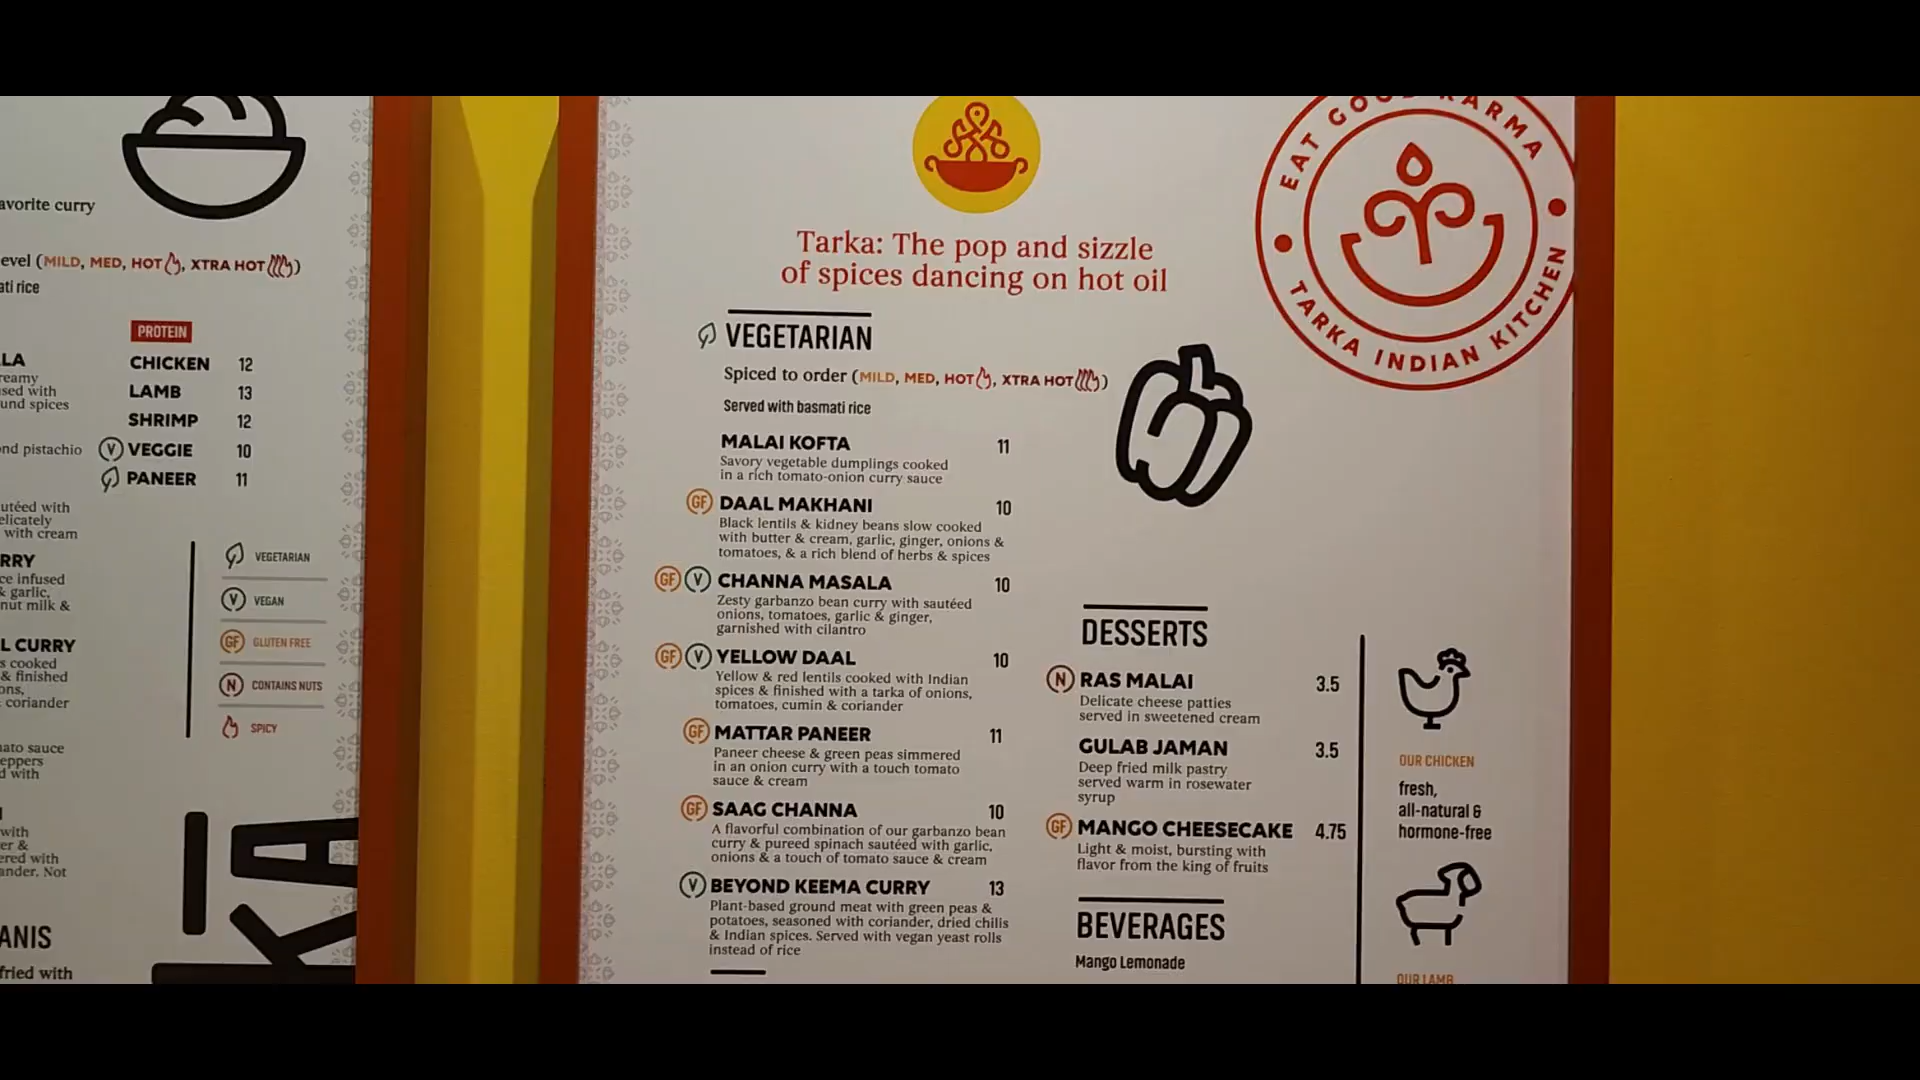 avorite curry
evel (MILD, MED, HOT, XTRA HOT)
ati rice
PROTEIN
CHICKEN 12
LAMB 13
SHRIMP 12
V VEGGIE 10
PANEER 11
LA
reamy
sed with
und spices
nd pistachio
utéed with
elicately
with cream
RRY
ce infused
& garlic,
nut milk &
L CURRY
s cooked
& finished
ons,
coriander
ato sauce
eppers
d with
with
er &
ered with
ander. Not
ANIS
fried with
VEGETARIAN
V VEGAN
GF GLUTEN FREE
N CONTAINS NUTS
SPICY
KA
Tarka: The pop and sizzle
of spices dancing on hot oil
EAT GOOD KARMA
TARKA INDIAN KITCHEN
VEGETARIAN
Spiced to order (MILD, MED, HOT, XTRA HOT)
Served with basmati rice
MALAI KOFTA 11
Savory vegetable dumplings cooked
in a rich tomato-onion curry sauce
GF DAAL MAKHANI 10
Black lentils & kidney beans slow cooked
with butter & cream, garlic, ginger, onions &
tomatoes, & a rich blend of herbs & spices
GF V CHANNA MASALA 10
Zesty garbanzo bean curry with sautéed
onions, tomatoes, garlic & ginger,
garnished with cilantro
GF V YELLOW DAAL 10
Yellow & red lentils cooked with Indian
spices & finished with a tarka of onions,
tomatoes, cumin & coriander
GF MATTAR PANEER 11
Paneer cheese & green peas simmered
in an onion curry with a touch tomato
sauce & cream
GF SAAG CHANNA 10
A flavorful combination of our garbanzo bean
curry & pureed spinach sautéed with garlic,
onions & a touch of tomato sauce & cream
V BEYOND KEEMA CURRY 13
Plant-based ground meat with green peas &
potatoes, seasoned with coriander, dried chilis
& Indian spices. Served with vegan yeast rolls
instead of rice
DESSERTS
N RAS MALAI 3.5
Delicate cheese patties
served in sweetened cream
GULAB JAMAN 3.5
Deep fried milk pastry
served warm in rosewater
syrup
GF MANGO CHEESECAKE 4.75
Light & moist, bursting with
flavor from the king of fruits
BEVERAGES
Mango Lemonade
OUR CHICKEN
fresh,
all-natural &
hormone-free
OUR LAMB